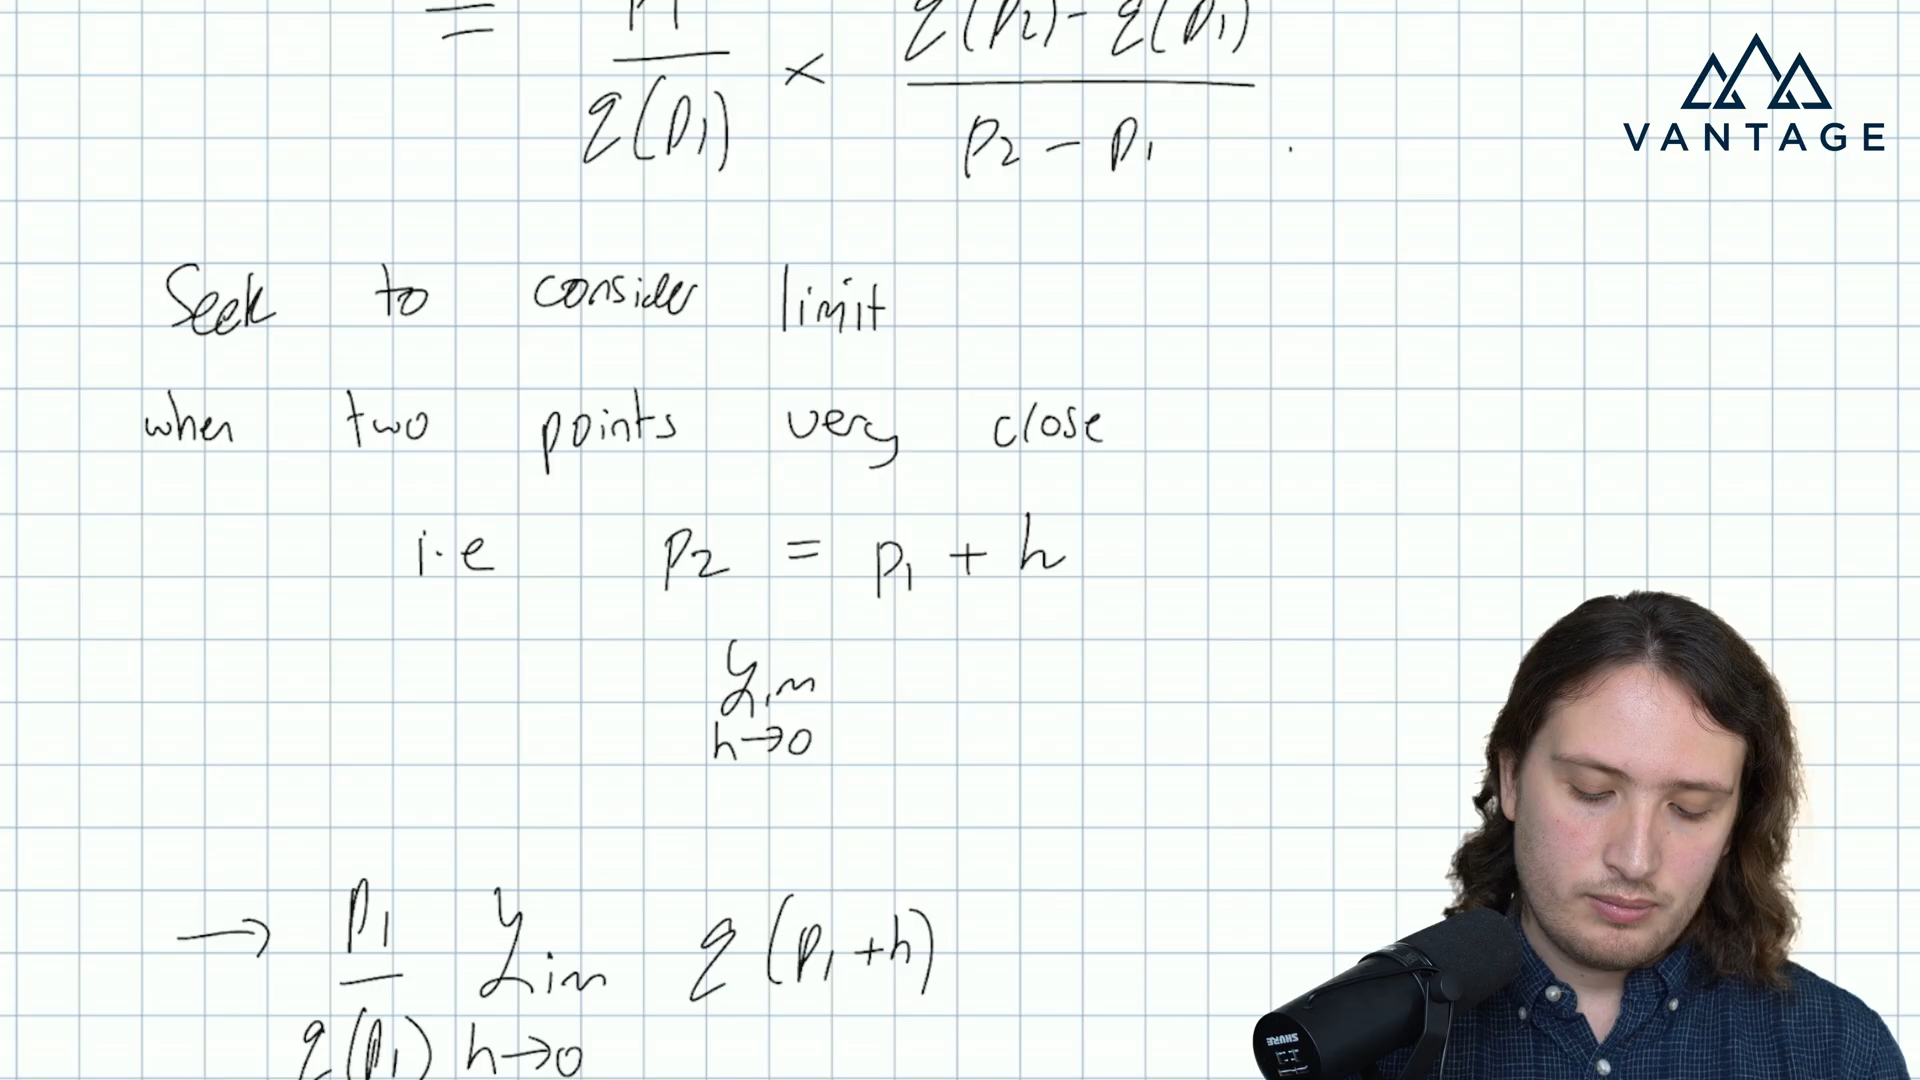 = p1 / q(p1) × q(p2) - q(p1) / p2 - p1 .
VANTAGE
Seek to consider limit
when two points very close
i.e p2 = p1 + h
Lim
h→0
→ p1 / q(p1) Lim h→0 q(p1+h)
SHURE